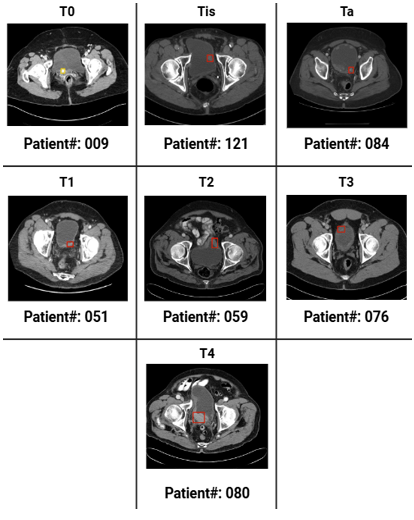 T0 Tis Ta
Patient#: 009 Patient#: 121 Patient#: 084
T1 T2 T3
Patient#: 051 Patient#: 059 Patient#: 076
T4
Patient#: 080